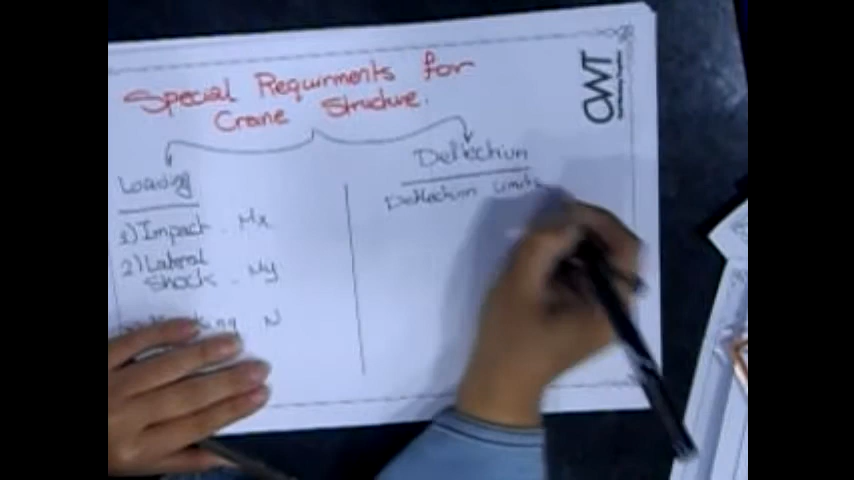 Special Requirments for
Crane Structure.
Loading
1) Impact . Mx
2) Lateral
Shock . My
N
Deflection
Deflection Limits
CWT